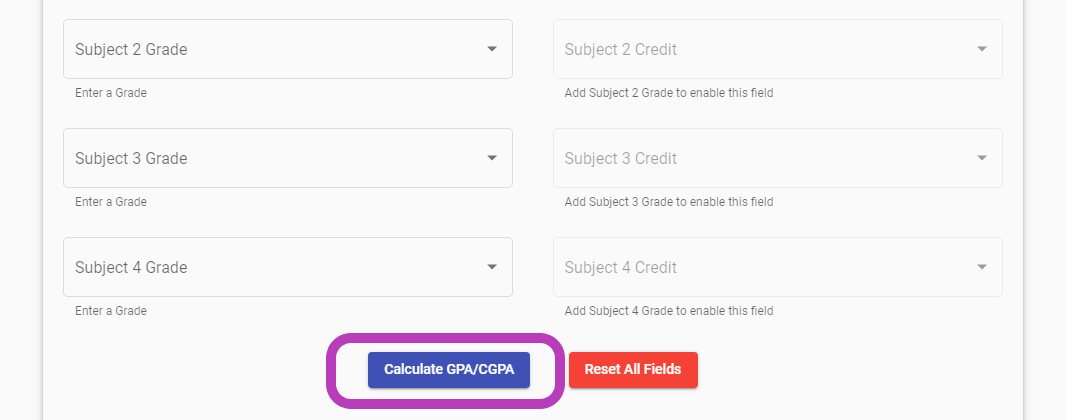 Subject 2 Grade
Subject 2 Credit
Enter a Grade
Add Subject 2 Grade to enable this field
Subject 3 Grade
Subject 3 Credit
Enter a Grade
Add Subject 3 Grade to enable this field
Subject 4 Grade
Subject 4 Credit
Enter a Grade
Add Subject 4 Grade to enable this field
Calculate GPA/CGPA
Reset All Fields